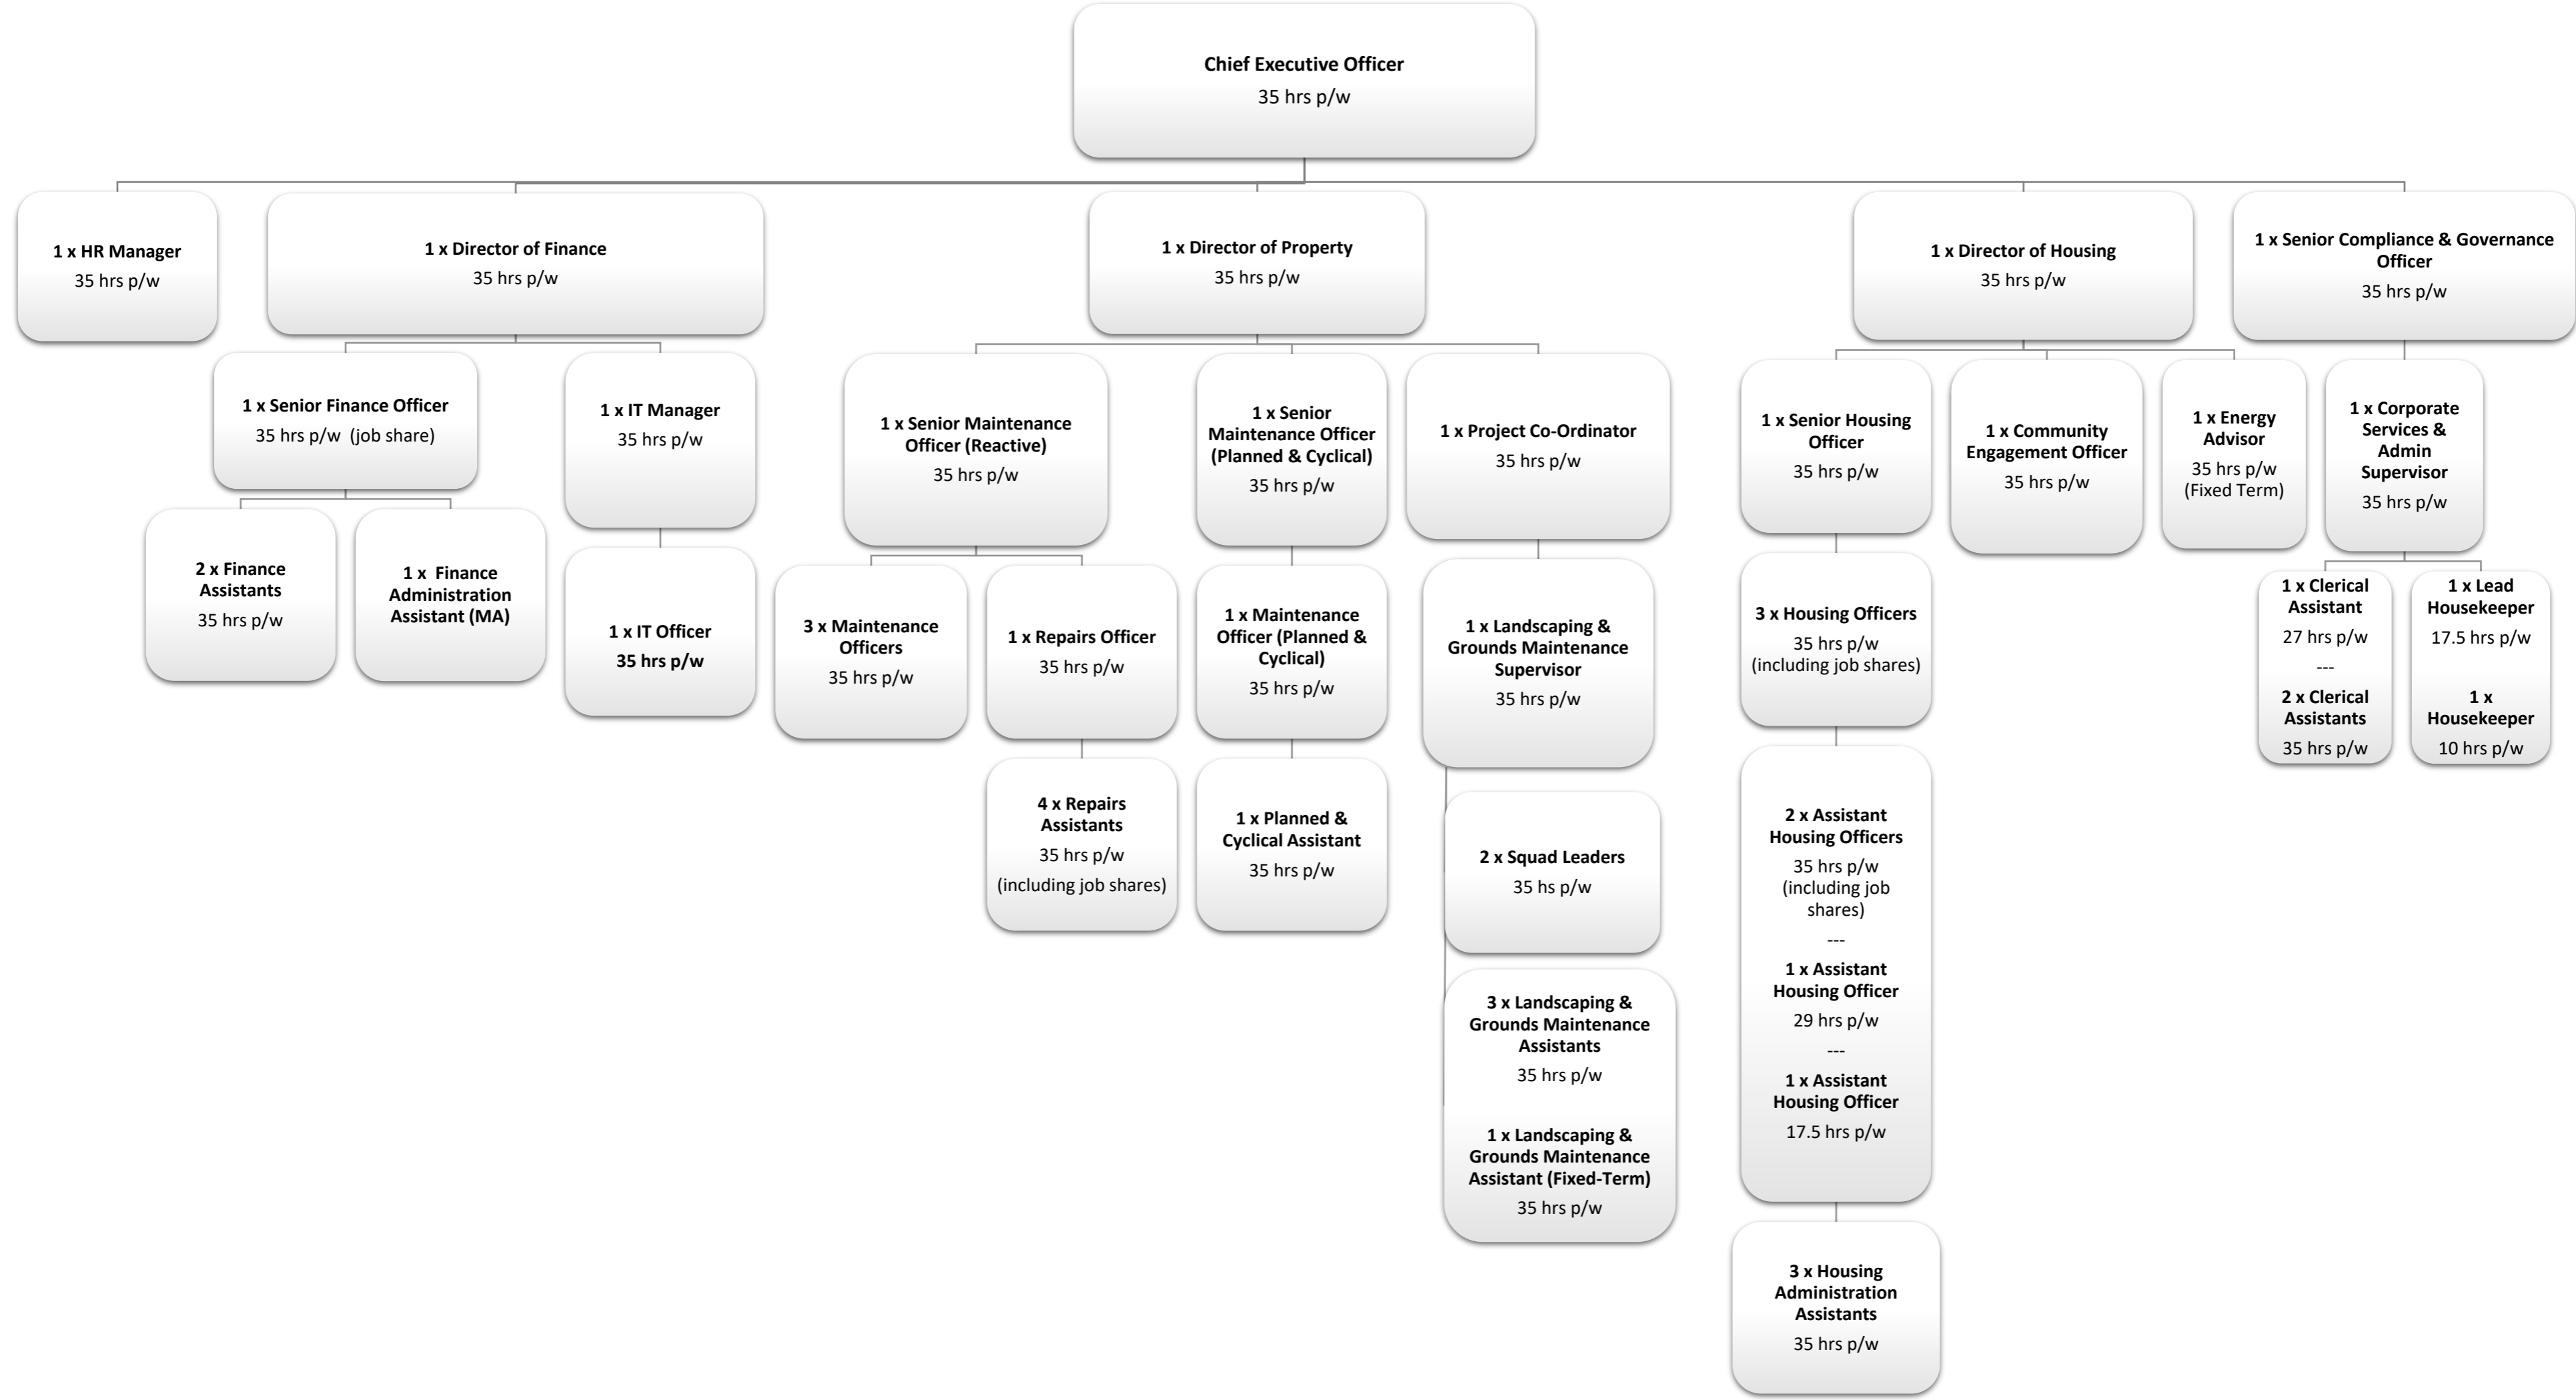 Chief Executive Officer
35 hrs p/w
1 x HR Manager
35 hrs p/w
1 x Director of Finance
35 hrs p/w
1 x Director of Property
35 hrs p/w
1 x Director of Housing
35 hrs p/w
1 x Senior Compliance & Governance
Officer
35 hrs p/w
1 x Senior Finance Officer
35 hrs p/w (job share)
1 x IT Manager
35 hrs p/w
1 x Senior Maintenance
Officer (Reactive)
35 hrs p/w
1 x Senior
Maintenance Officer
(Planned & Cyclical)
35 hrs p/w
1 x Project Co-Ordinator
35 hrs p/w
1 x Senior Housing
Officer
35 hrs p/w
1 x Community
Engagement Officer
35 hrs p/w
1 x Energy
Advisor
35 hrs p/w
(Fixed Term)
1 x Corporate
Services &
Admin
Supervisor
35 hrs p/w
2 x Finance
Assistants
35 hrs p/w
1 x Finance
Administration
Assistant (MA)
1 x IT Officer
35 hrs p/w
3 x Maintenance
Officers
35 hrs p/w
1 x Repairs Officer
35 hrs p/w
1 x Maintenance
Officer (Planned &
Cyclical)
35 hrs p/w
1 x Landscaping &
Grounds Maintenance
Supervisor
35 hrs p/w
3 x Housing Officers
35 hrs p/w
(including job shares)
1 x Clerical
Assistant
27 hrs p/w
---
2 x Clerical
Assistants
35 hrs p/w
1 x Lead
Housekeeper
17.5 hrs p/w
1 x
Housekeeper
10 hrs p/w
4 x Repairs
Assistants
35 hrs p/w
(including job shares)
1 x Planned &
Cyclical Assistant
35 hrs p/w
2 x Squad Leaders
35 hs p/w
3 x Landscaping &
Grounds Maintenance
Assistants
35 hrs p/w
1 x Landscaping &
Grounds Maintenance
Assistant (Fixed-Term)
35 hrs p/w
2 x Assistant
Housing Officers
35 hrs p/w
(including job
shares)
---
1 x Assistant
Housing Officer
29 hrs p/w
---
1 x Assistant
Housing Officer
17.5 hrs p/w
3 x Housing
Administration
Assistants
35 hrs p/w